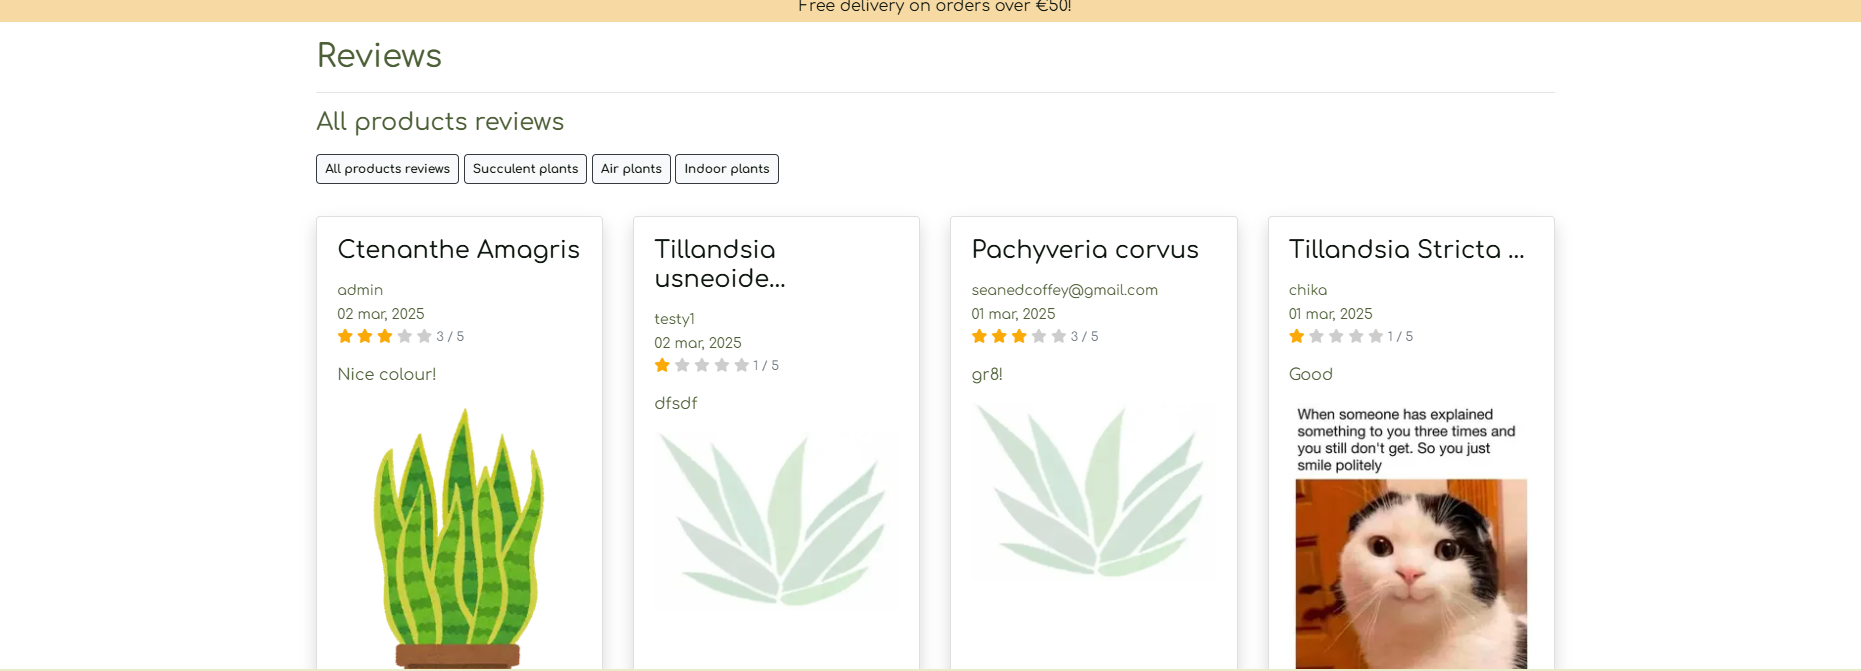 Free delivery on orders over €50!
Reviews
All products reviews
All products reviews
Succulent plants
Air plants
Indoor plants
Ctenanthe Amagris
admin
02 mar, 2025
3 / 5
Nice colour!
Tillandsia
usneoide...
testy1
02 mar, 2025
1 / 5
dfsdf
Pachyveria corvus
seanedcoffey@gmail.com
01 mar, 2025
3 / 5
gr8!
Tillandsia Stricta ...
chika
01 mar, 2025
1 / 5
Good
When someone has explained
something to you three times and
you still don't get. So you just
smile politely